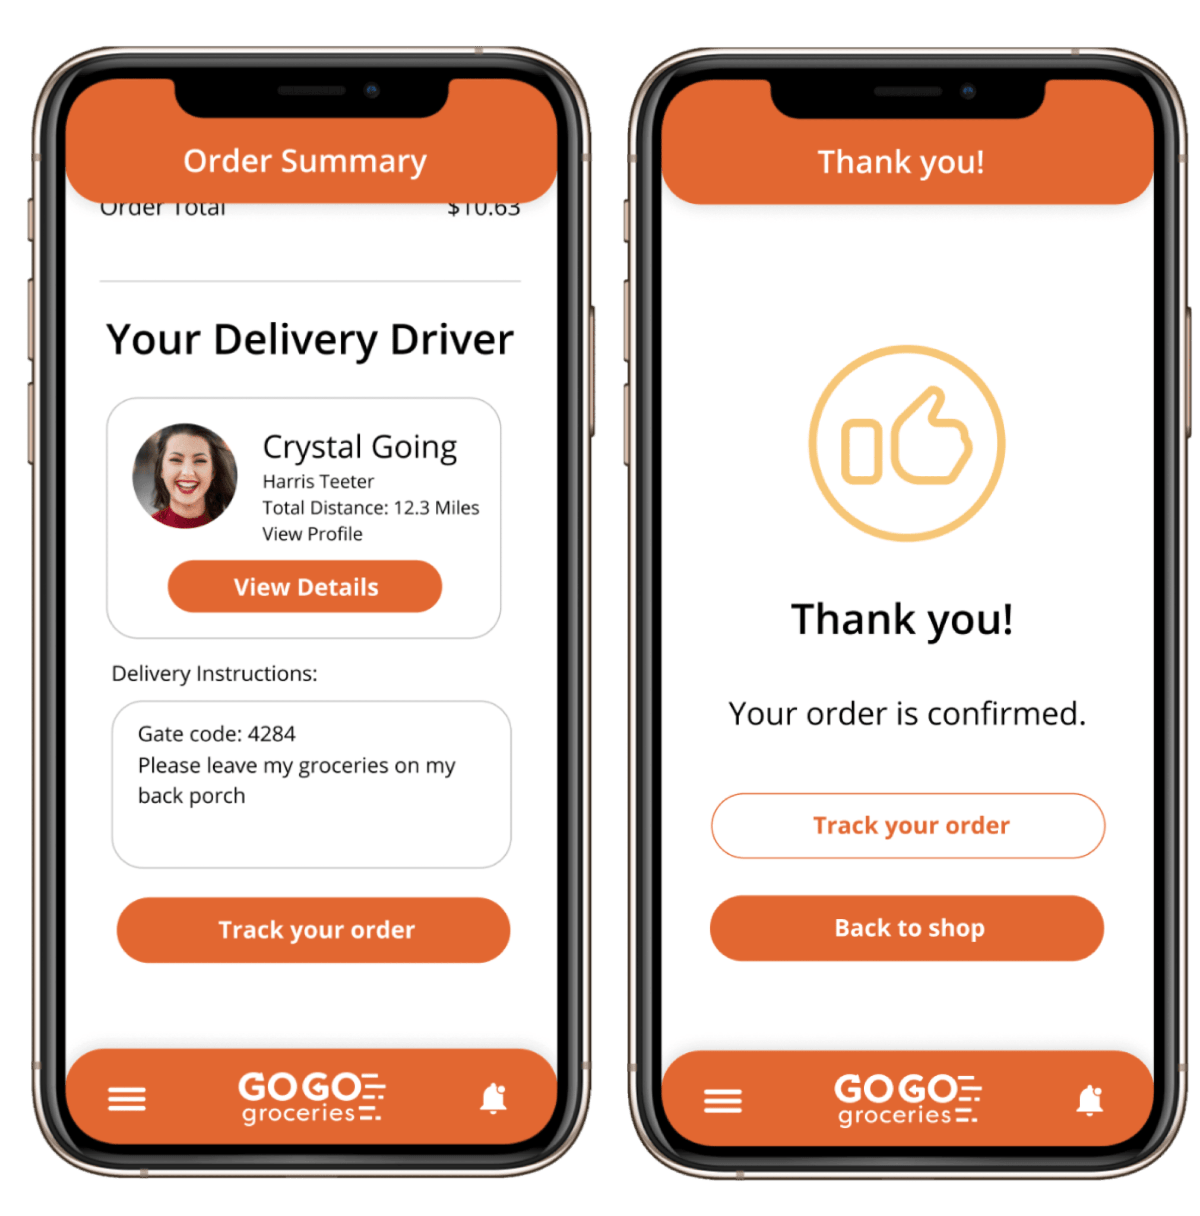 Order Summary
Order Total $10.63
Your Delivery Driver
Crystal Going
Harris Teeter
Total Distance: 12.3 Miles
View Profile
View Details
Delivery Instructions:
Gate code: 4284
Please leave my groceries on my
back porch
Track your order
GOGO
groceries
Thank you!
Thank you!
Your order is confirmed.
Track your order
Back to shop
GOGO
groceries